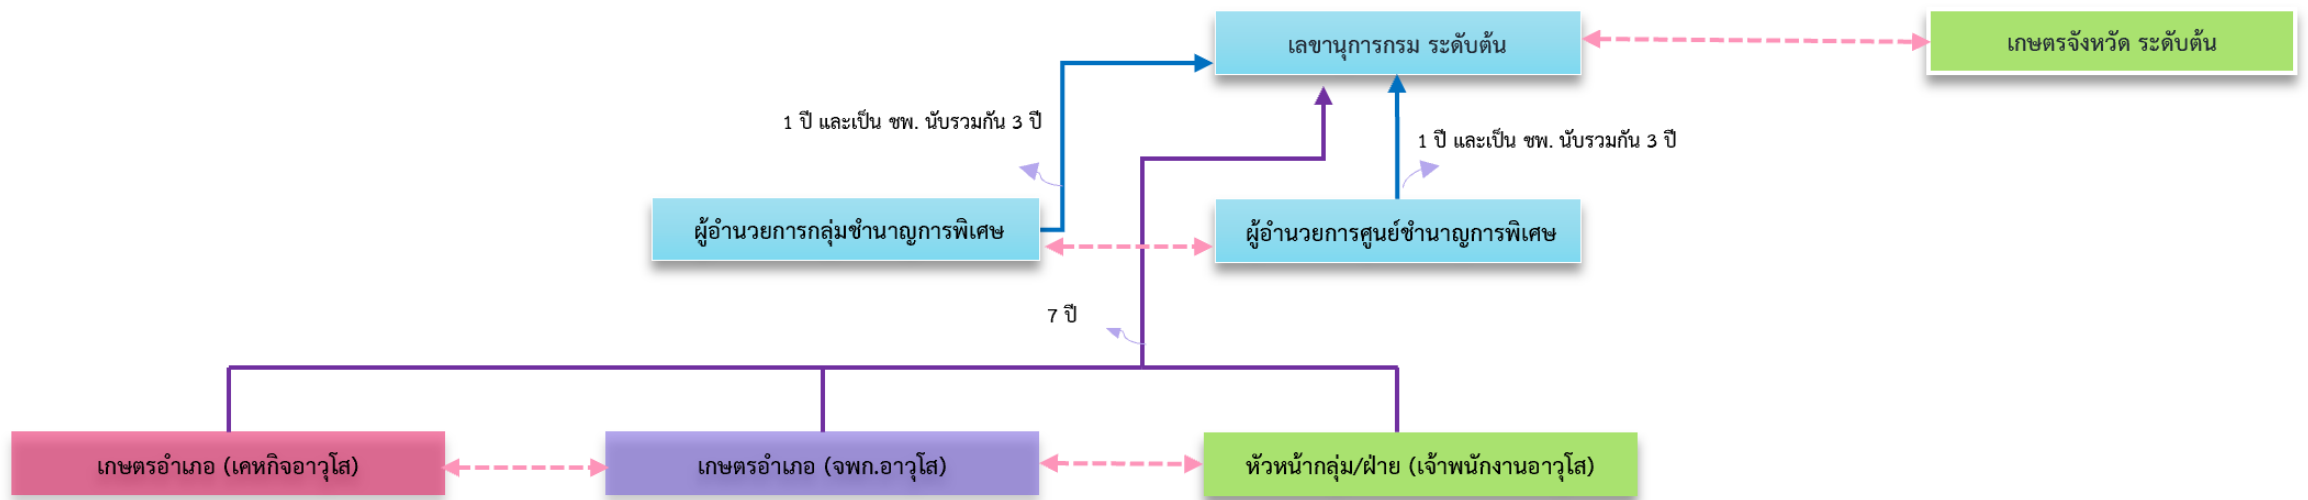 เลขานุการกรม ระดับต้น
เกษตรจังหวัด ระดับต้น
1 ปี และเป็น ชพ. นับรวมกัน 3 ปี
1 ปี และเป็น ชพ. นับรวมกัน 3 ปี
ผู้อำนวยการกลุ่มชำนาญการพิเศษ
ผู้อำนวยการศูนย์ชำนาญการพิเศษ
7 ปี
เกษตรอำเภอ (เคหกิจอาวุโส)
เกษตรอำเภอ (จพก.อาวุโส)
หัวหน้ากลุ่ม/ฝ่าย (เจ้าพนักงานอาวุโส)